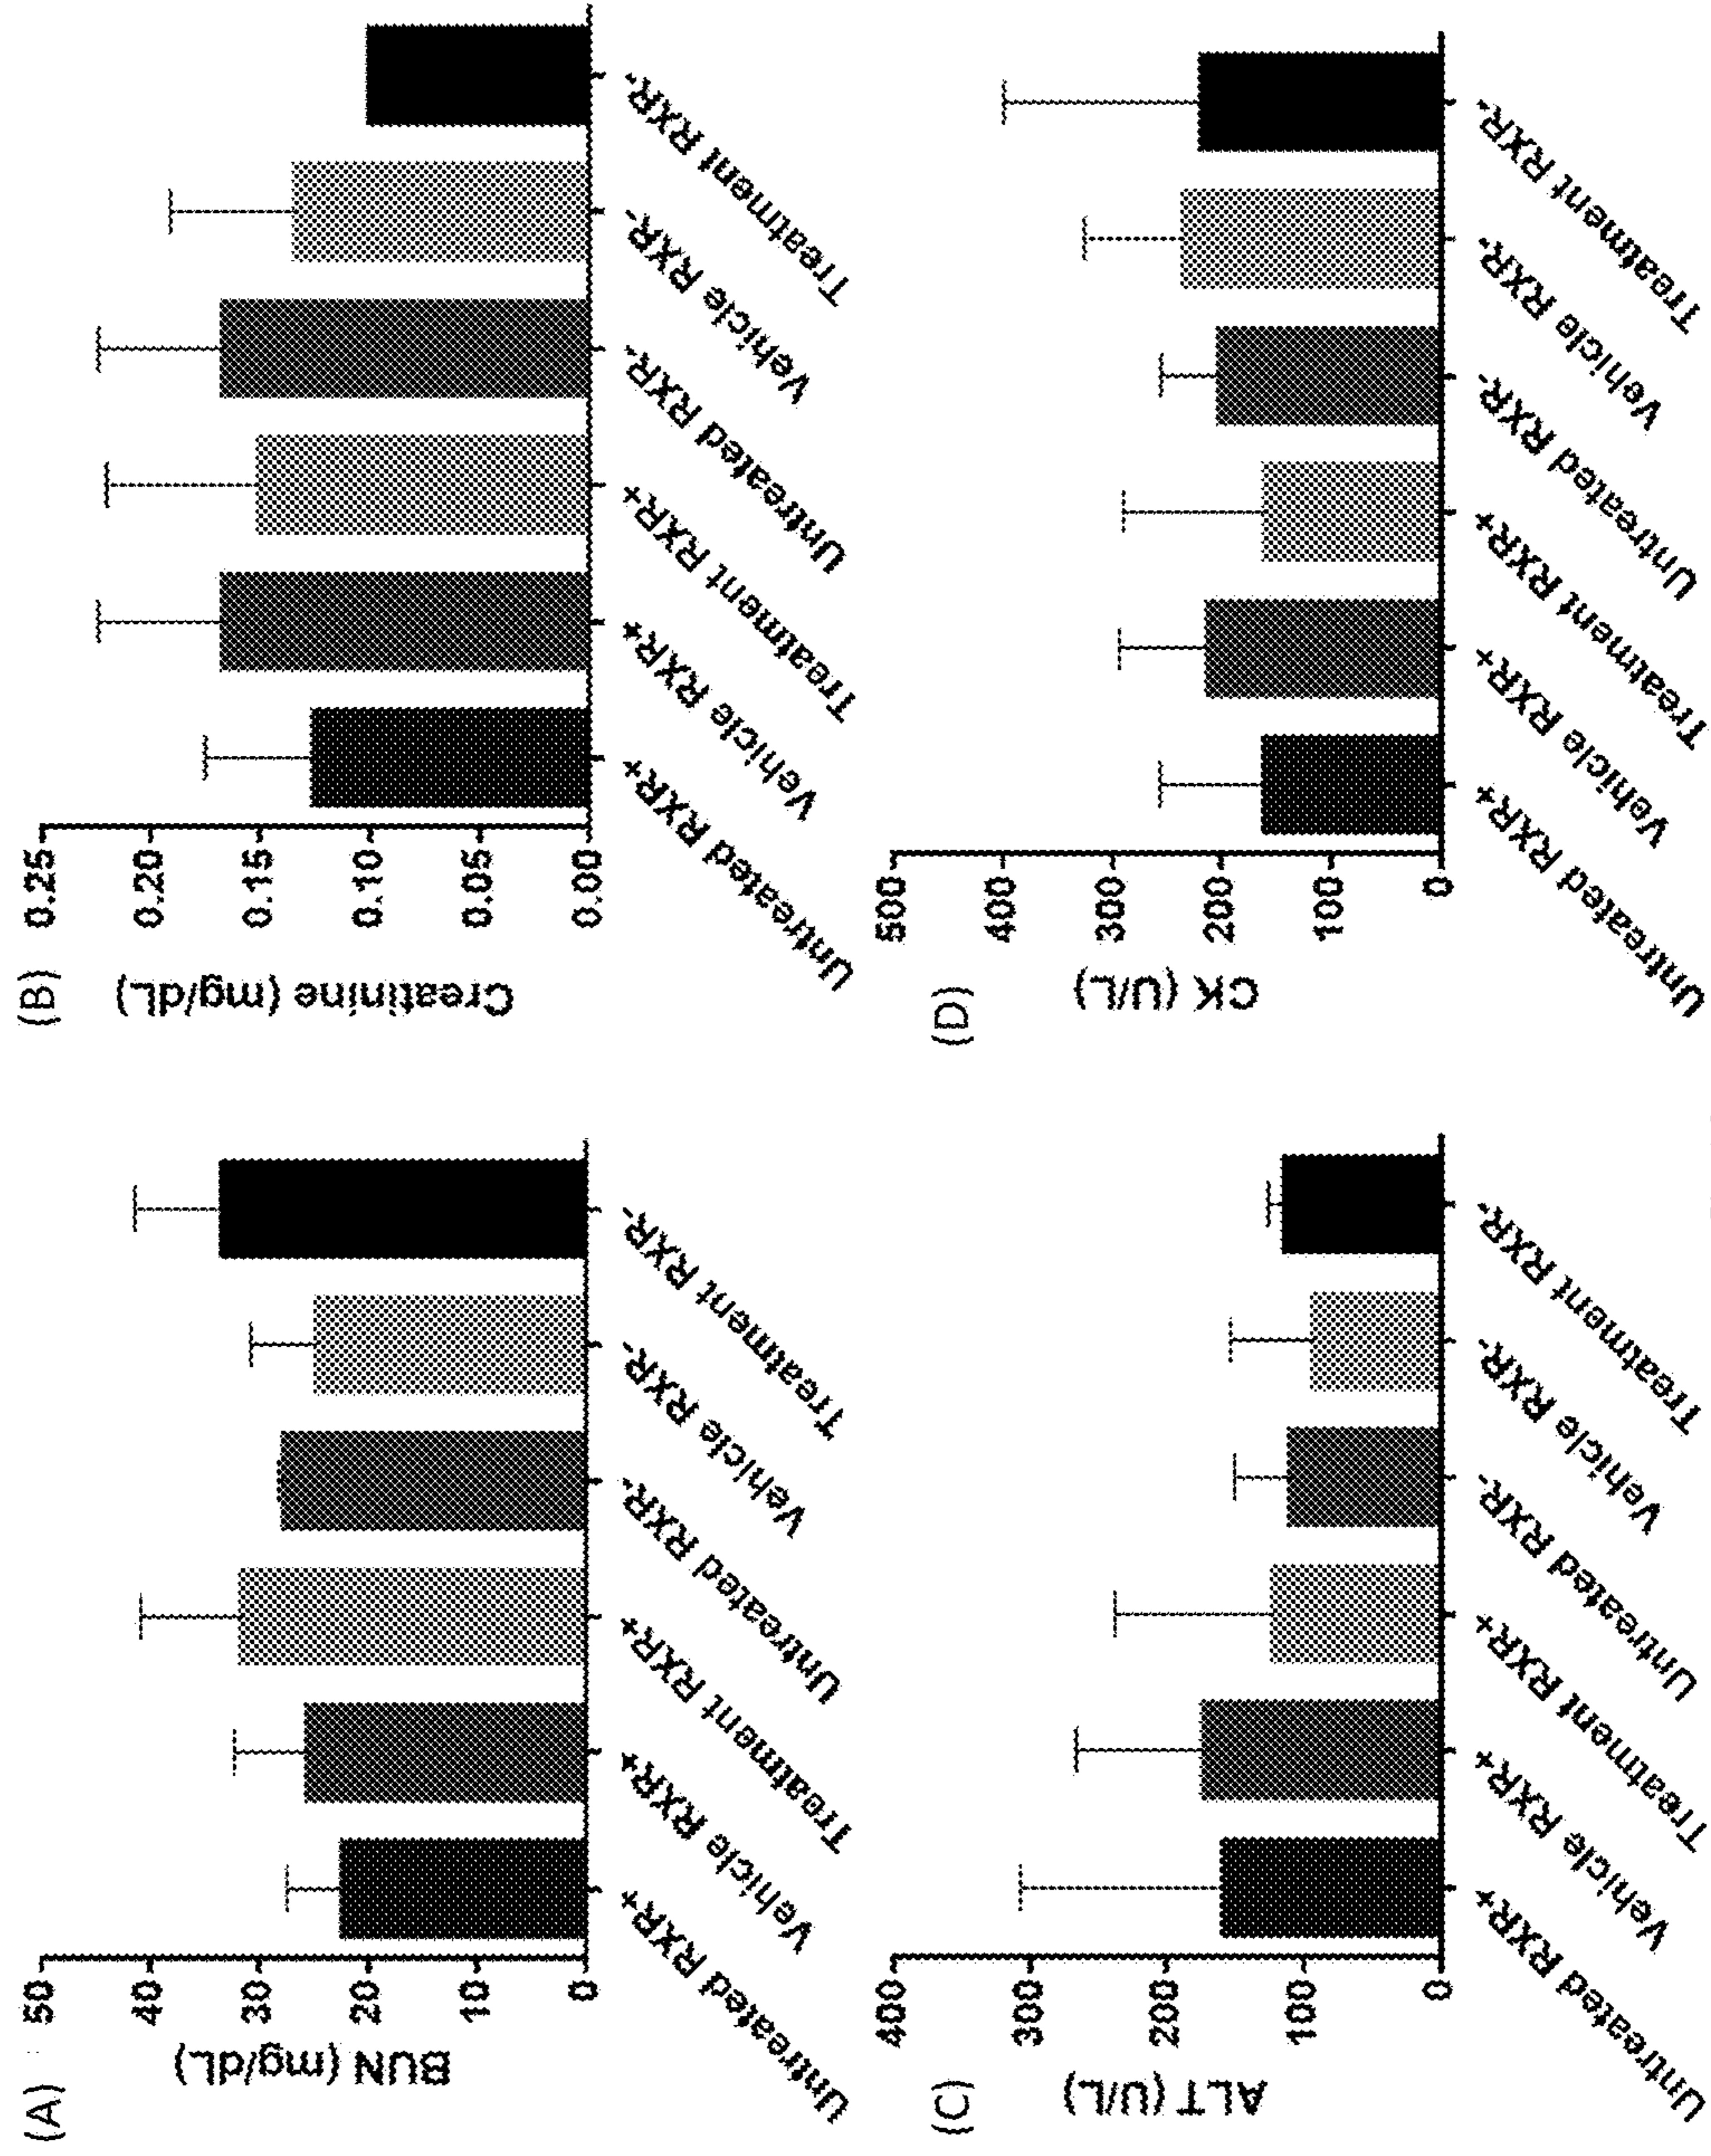 (A)
BUN (mg/dL)
50
40
30
20
10
0
Untreated RXR+
Vehicle RXR+
Treatment RXR+
Untreated RXR-
Vehicle RXR-
Treatment RXR-
(B)
Creatinine (mg/dL)
0.25
0.20
0.15
0.10
0.05
0.00
Untreated RXR+
Vehicle RXR+
Treatment RXR+
Untreated RXR-
Vehicle RXR-
Treatment RXR-
(C)
ALT (U/L)
400
300
200
100
0
Untreated RXR+
Vehicle RXR+
Treatment RXR+
Untreated RXR-
Vehicle RXR-
Treatment RXR-
(D)
CK (U/L)
500
400
300
200
100
0
Untreated RXR+
Vehicle RXR+
Treatment RXR+
Untreated RXR-
Vehicle RXR-
Treatment RXR-